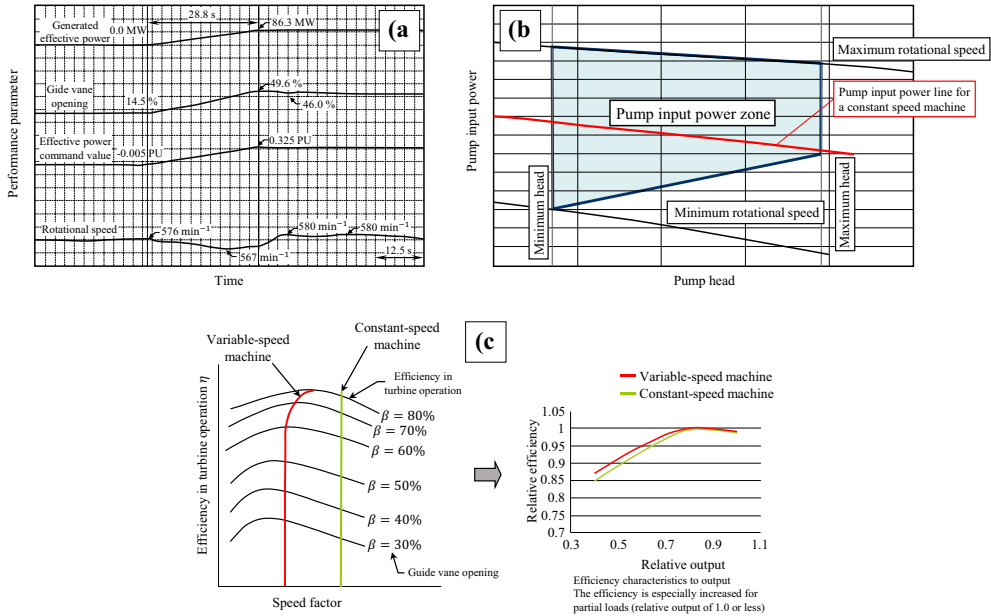 (a)
Performance parameter
Generated
effective power
0.0 MW
28.8 s
86.3 MW
Gide vane
opening
14.5 %
49.6 %
46.0 %
Effective power
command value
-0.005 PU
0.325 PU
Rotational speed
576 min⁻¹
567 min⁻¹
580 min⁻¹
580 min⁻¹
12.5 s
Time
(b)
Pump input power
Maximum rotational speed
Pump input power line for
a constant speed machine
Pump input power zone
Minimum rotational speed
Minimum head
Maximum head
Pump head
(c
Efficiency in turbine operation η
Variable-speed
machine
Constant-speed
machine
Efficiency in
turbine operation
β = 80%
β = 70%
β = 60%
β = 50%
β = 40%
β = 30%
Guide vane opening
Speed factor
Variable-speed machine
Constant-speed machine
Relative efficiency
1.05
1
0.95
0.9
0.85
0.8
0.75
0.7
0.3
0.5
0.7
0.9
1.1
Relative output
Efficiency characteristics to output
The efficiency is especially increased for
partial loads (relative output of 1.0 or less)